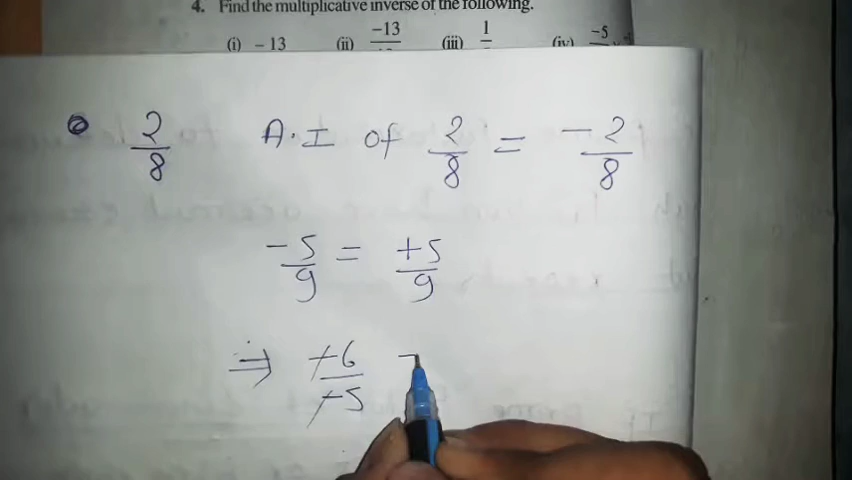 4. Find the multiplicative inverse of the following.
(i) -13 (ii) -13/ (iii) 1/ (iv) -5/
2/8 A.I of 2/8 = -2/8
-5/9 = +5/9
⇒ -6/-5